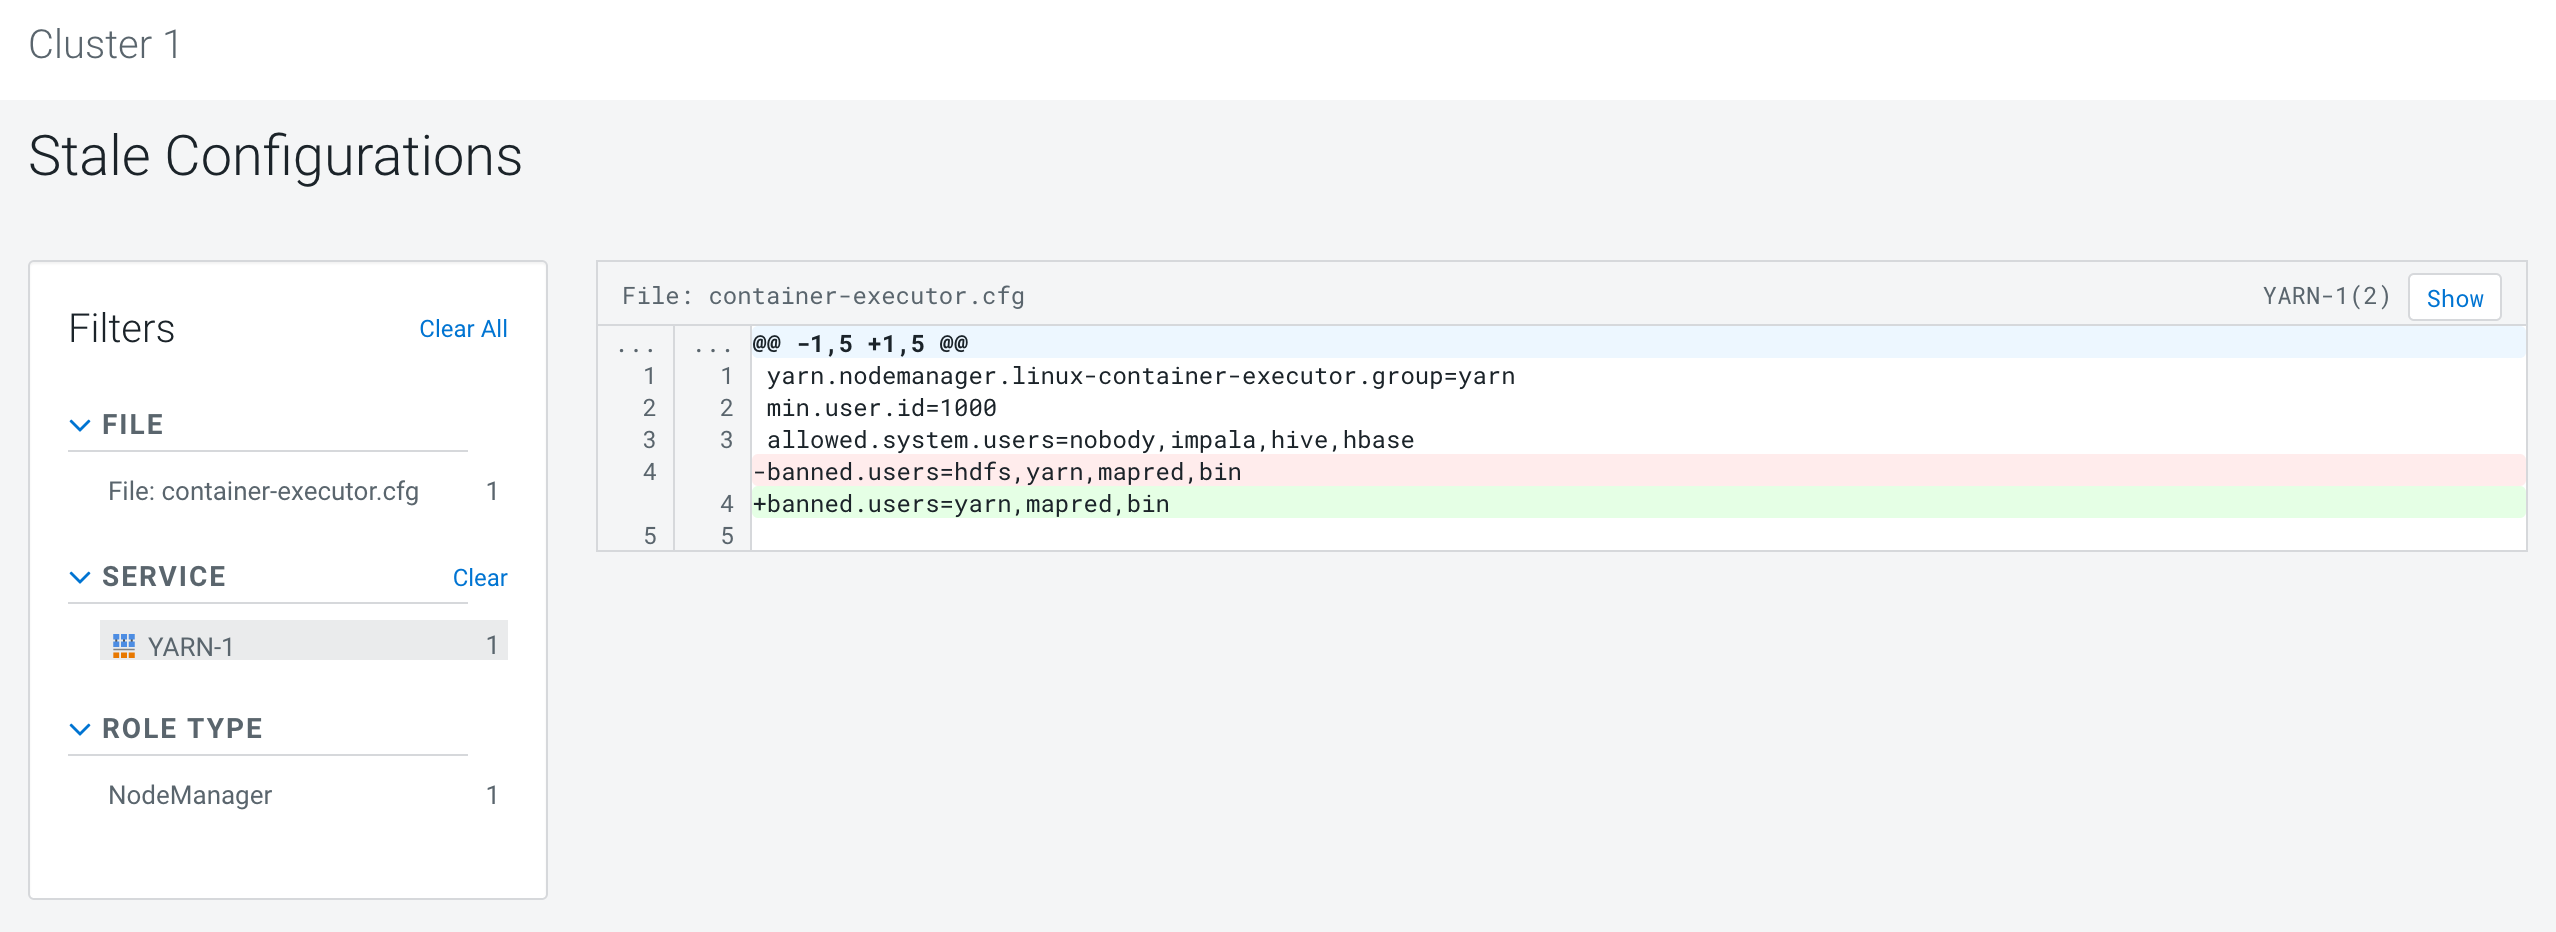 Cluster 1
Stale Configurations
Filters
Clear All
FILE
File: container-executor.cfg 1
SERVICE
Clear
YARN-1 1
ROLE TYPE
NodeManager 1
File: container-executor.cfg YARN-1(2) Show
... ... @@ -1,5 +1,5 @@
1 1 yarn.nodemanager.linux-container-executor.group=yarn
2 2 min.user.id=1000
3 3 allowed.system.users=nobody,impala,hive,hbase
4 -banned.users=hdfs,yarn,mapred,bin
4 +banned.users=yarn,mapred,bin
5 5